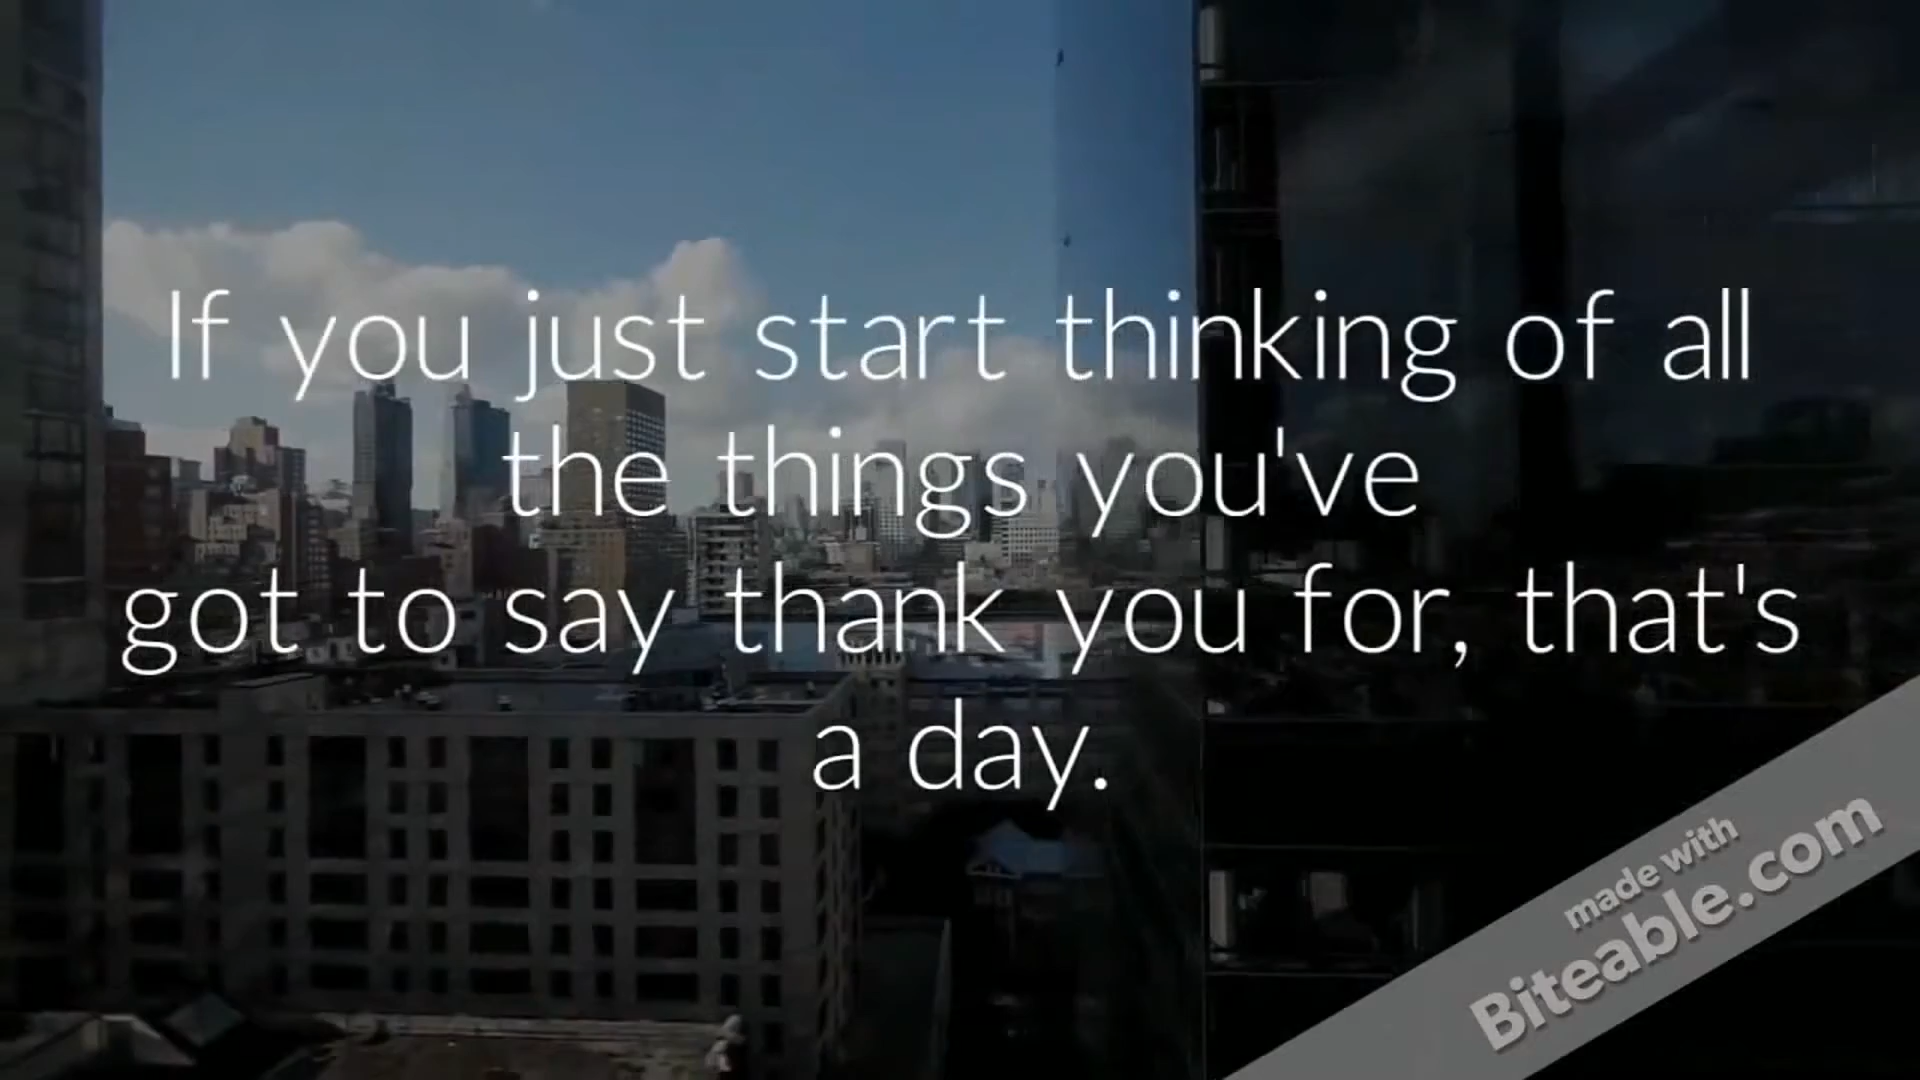 If you just start thinking of all
the things you've
got to say thank you for, that's
a day.
made with
Biteable.com